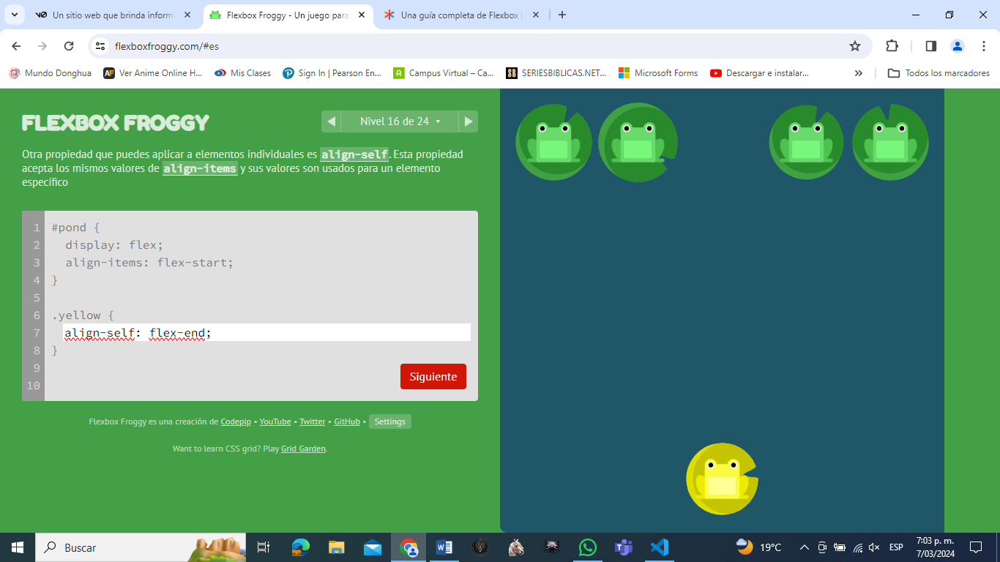 Un sitio web que brinda inform
Flexbox Froggy - Un juego para
Una guía completa de Flexbox |
flexboxfroggy.com/#es
Mundo Donghua
Ver Anime Online H...
Mis Clases
Sign In | Pearson En...
Campus Virtual – Ca...
SERIESBIBLICAS.NET...
Microsoft Forms
Descargar e instalar...
Todos los marcadores
FLEXBOX FROGGY
Nivel 16 de 24
Otra propiedad que puedes aplicar a elementos individuales es align-self. Esta propiedad
acepta los mismos valores de align-items y sus valores son usados para un elemento
específico
1 #pond {
2 display: flex;
3 align-items: flex-start;
4 }
5
6 .yellow {
7 align-self: flex-end;
8 }
9
10
Siguiente
Flexbox Froggy es una creación de Codepip • YouTube • Twitter • GitHub • Settings
Want to learn CSS grid? Play Grid Garden.
Buscar
19°C
ESP
7:03 p. m.
7/03/2024